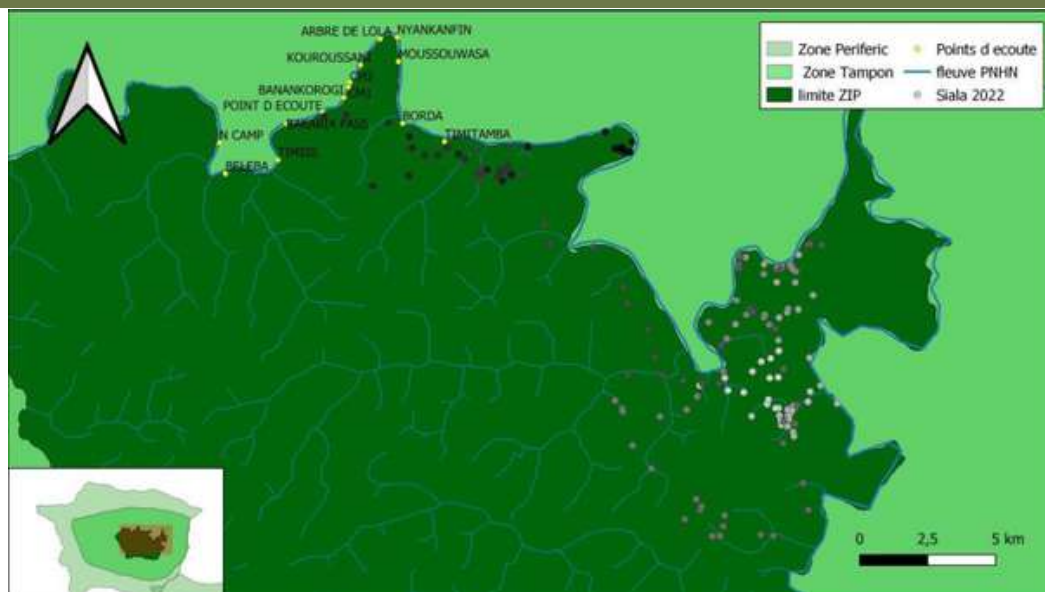 ARBRE DE LOLA
NYANKANFIN
KOUROUSSANI
MOUSSOUWASA
BANANKOROGI
POINT D ECOUTE
BORDA
N CAMP
TIMITAMBA
BELEBA
Zone Periferic
Zone Tampon
limite ZIP
Points d ecoute
fleuve PNHN
Siala 2022
0 2,5 5 km